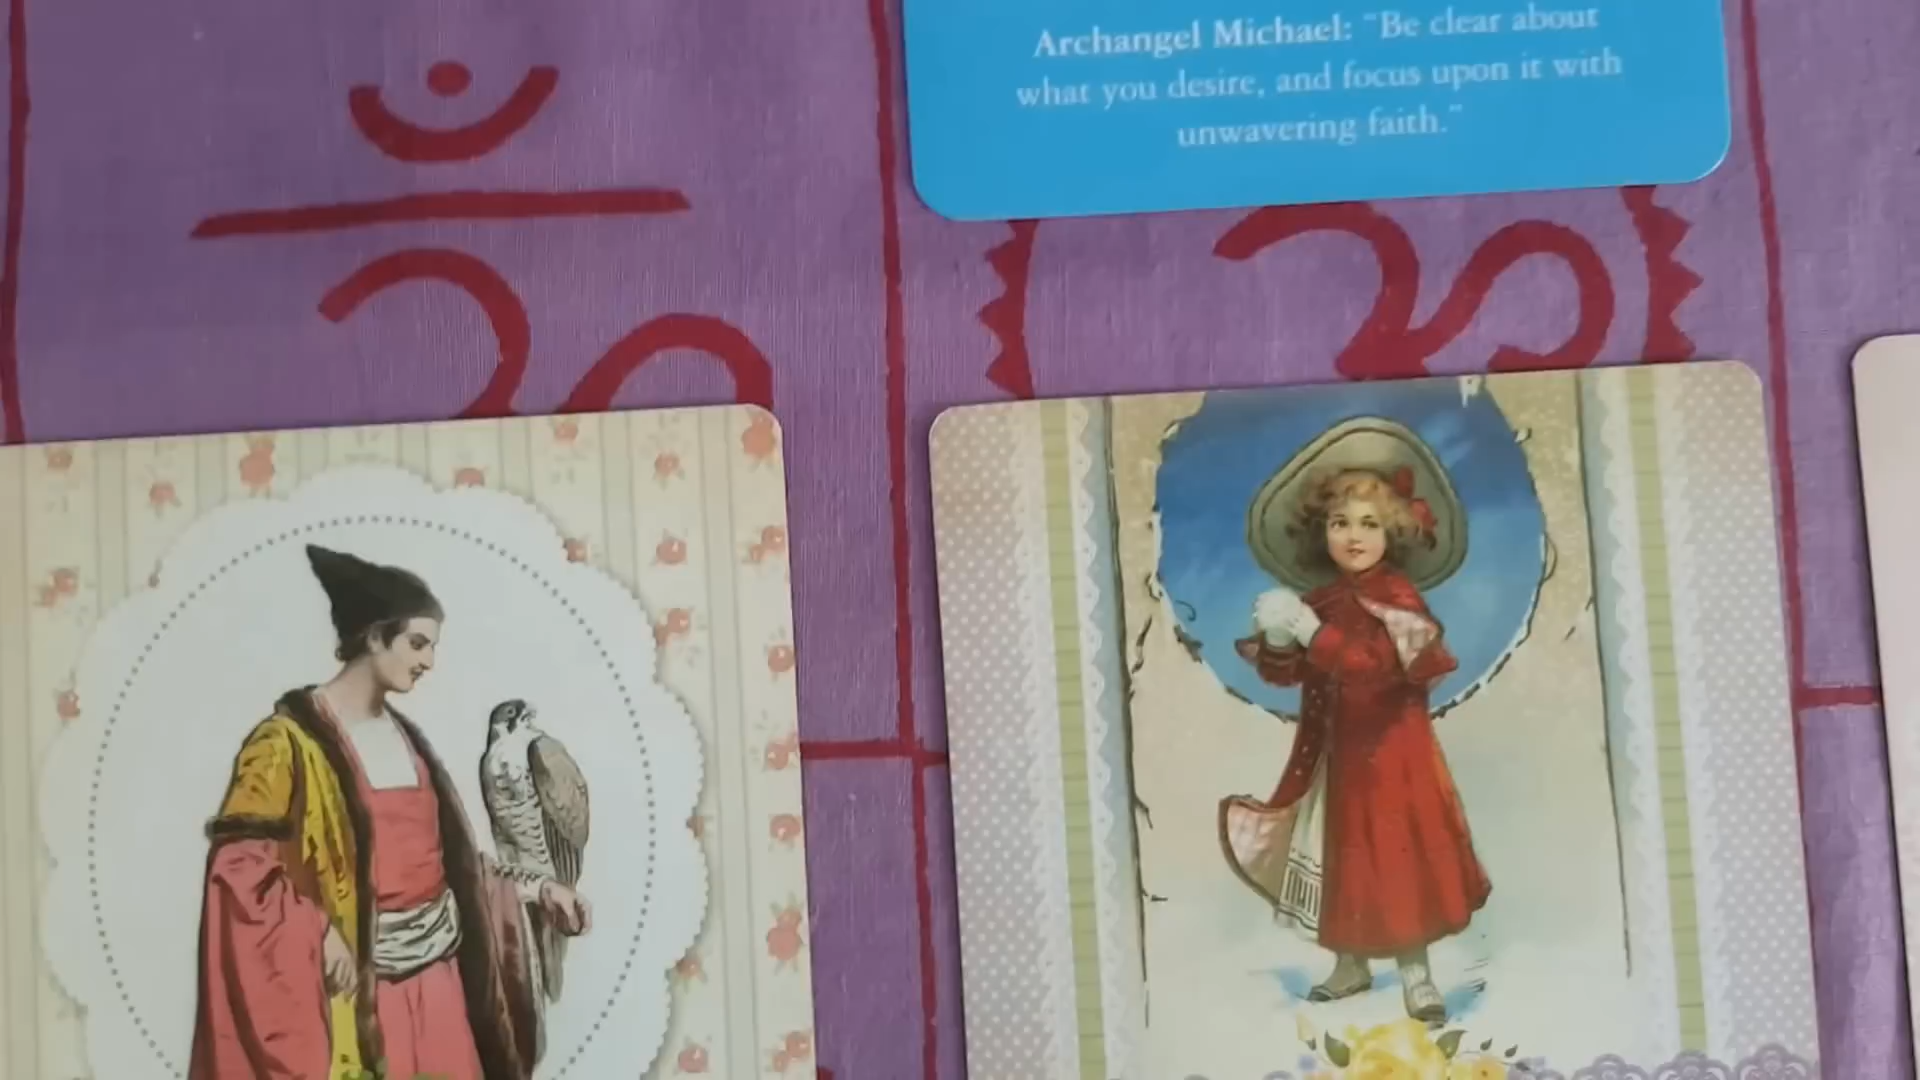 Archangel Michael: “Be clear about
what you desire, and focus upon it with
unwavering faith.”